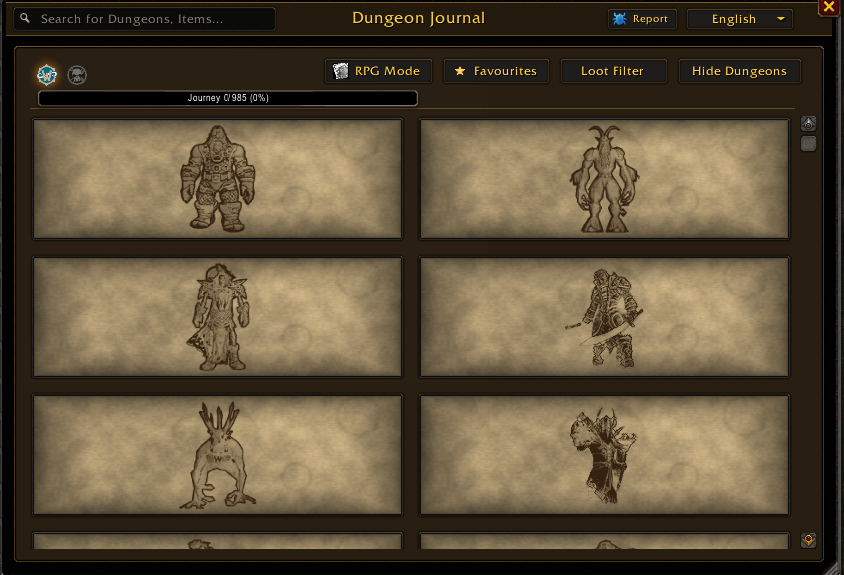 Search for Dungeons, Items...
Dungeon Journal
Report
English
RPG Mode
Favourites
Loot Filter
Hide Dungeons
Journey 0/985 (0%)